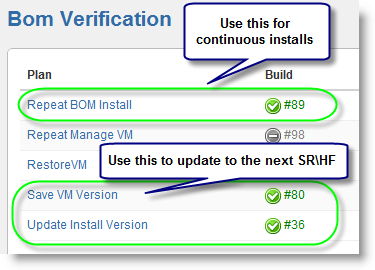 Bom Verification
Use this for
continuous installs
Plan
Build
Repeat BOM Install
#89
Repeat Manage VM
#98
RestoreVM
Use this to update to the next SR\HF
Save VM Version
#80
Update Install Version
#36